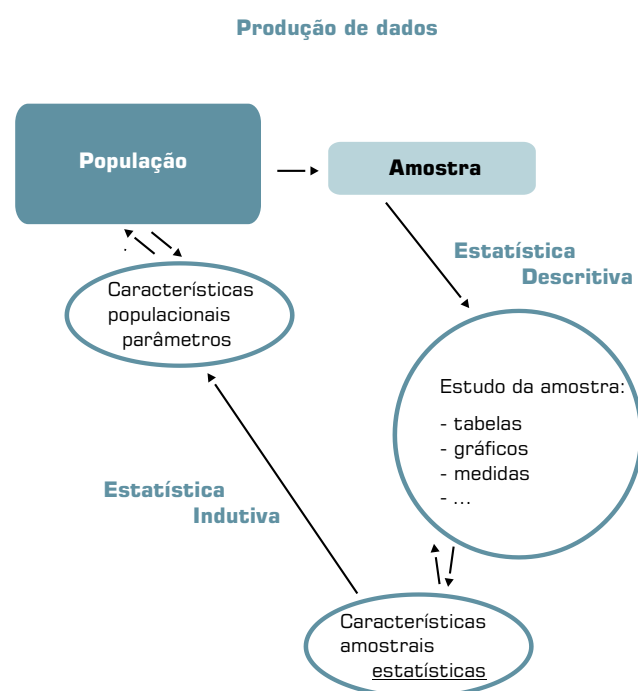 Produção de dados
População
Amostra
Estatística
Descritiva
Características
populacionais
parâmetros
Estudo da amostra:
- tabelas
- gráficos
- medidas
- ...
Estatística
Indutiva
Características
amostrais
estatísticas